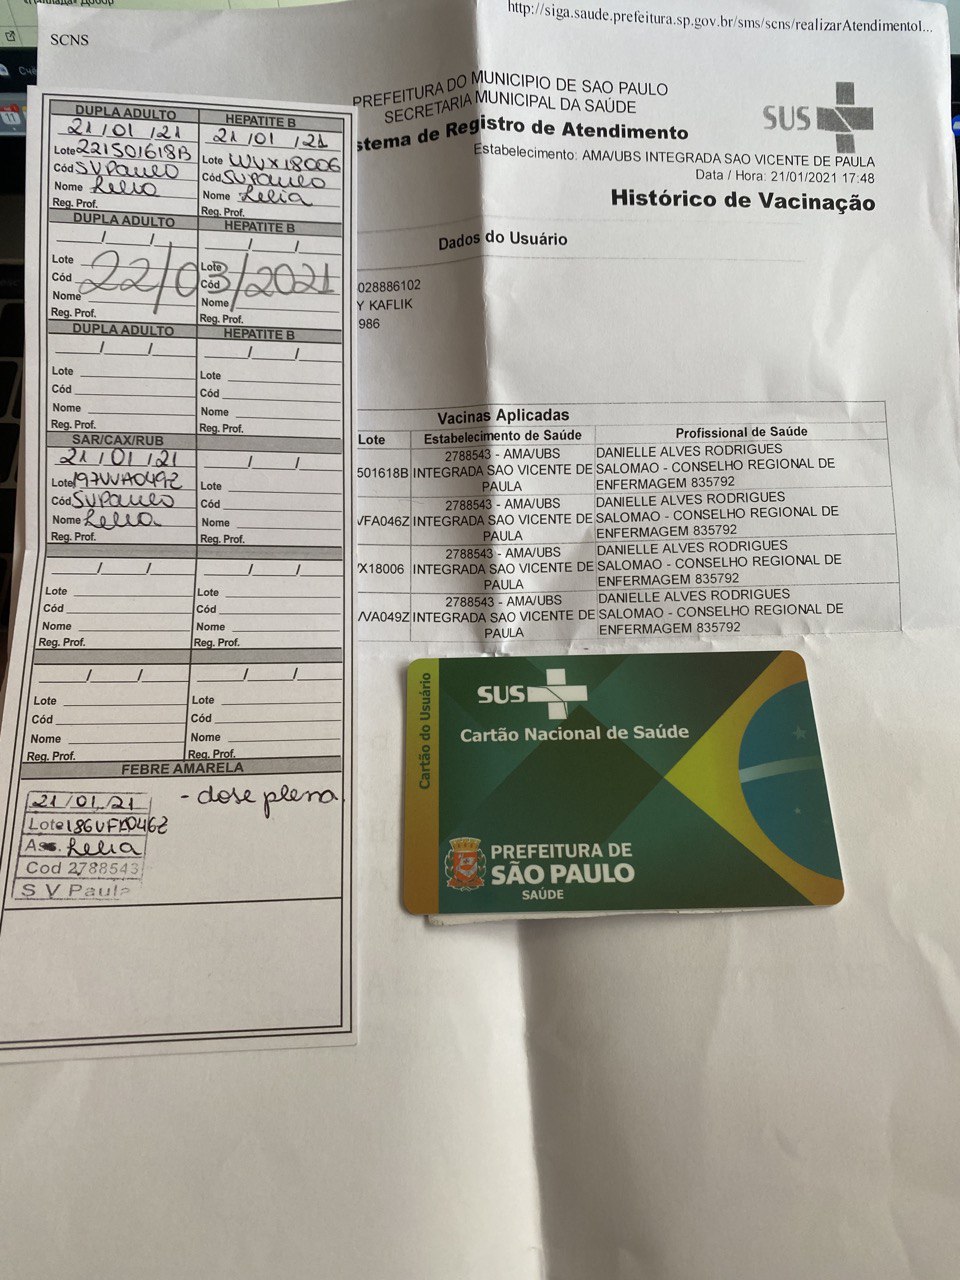 SCNS
http://siga.saude.prefeitura.sp.gov.br/sms/scns/realizarAtendimentoI...
PREFEITURA DO MUNICIPIO DE SAO PAULO
SECRETARIA MUNICIPAL DA SAÚDE
stema de Registro de Atendimento
SUS
Estabelecimento: AMA/UBS INTEGRADA SAO VICENTE DE PAULA
Data / Hora: 21/01/2021 17:48
Histórico de Vacinação
Dados do Usuário
028886102
Y KAFLIK
986
Vacinas Aplicadas
Lote Estabelecimento de Saúde Profissional de Saúde
501618B 2788543 - AMA/UBS INTEGRADA SAO VICENTE DE PAULA DANIELLE ALVES RODRIGUES SALOMAO - CONSELHO REGIONAL DE ENFERMAGEM 835792
VFA046Z 2788543 - AMA/UBS INTEGRADA SAO VICENTE DE PAULA DANIELLE ALVES RODRIGUES SALOMAO - CONSELHO REGIONAL DE ENFERMAGEM 835792
X18006 2788543 - AMA/UBS INTEGRADA SAO VICENTE DE PAULA DANIELLE ALVES RODRIGUES SALOMAO - CONSELHO REGIONAL DE ENFERMAGEM 835792
VA049Z 2788543 - AMA/UBS INTEGRADA SAO VICENTE DE PAULA DANIELLE ALVES RODRIGUES SALOMAO - CONSELHO REGIONAL DE ENFERMAGEM 835792
DUPLA ADULTO HEPATITE B
21/01/21 21/01/21
Lote 221501618B Lote WVX18006
Cód SVPaulo Cód SVPaulo
Nome Lelia Nome Lelia
Reg. Prof. Reg. Prof.
DUPLA ADULTO HEPATITE B
22/03/2021
Lote Lote
Cód Cód
Nome Nome
Reg. Prof. Reg. Prof.
DUPLA ADULTO HEPATITE B
Lote Lote
Cód Cód
Nome Nome
Reg. Prof. Reg. Prof.
SAR/CAX/RUB
21/01/21
Lote 197VVA049Z Lote
Cód SVPaulo Cód
Nome Lelia Nome
Reg. Prof. Reg. Prof.
Lote Lote
Cód Cód
Nome Nome
Reg. Prof. Reg. Prof.
Lote Lote
Cód Cód
Nome Nome
Reg. Prof. Reg. Prof.
FEBRE AMARELA
21/01/21 - dose plena
Lote 186VFA046Z
Ass. Lelia
Cod 2788543
S V Paula
Cartão do Usuário
SUS
Cartão Nacional de Saúde
PREFEITURA DE
SÃO PAULO
SAÚDE